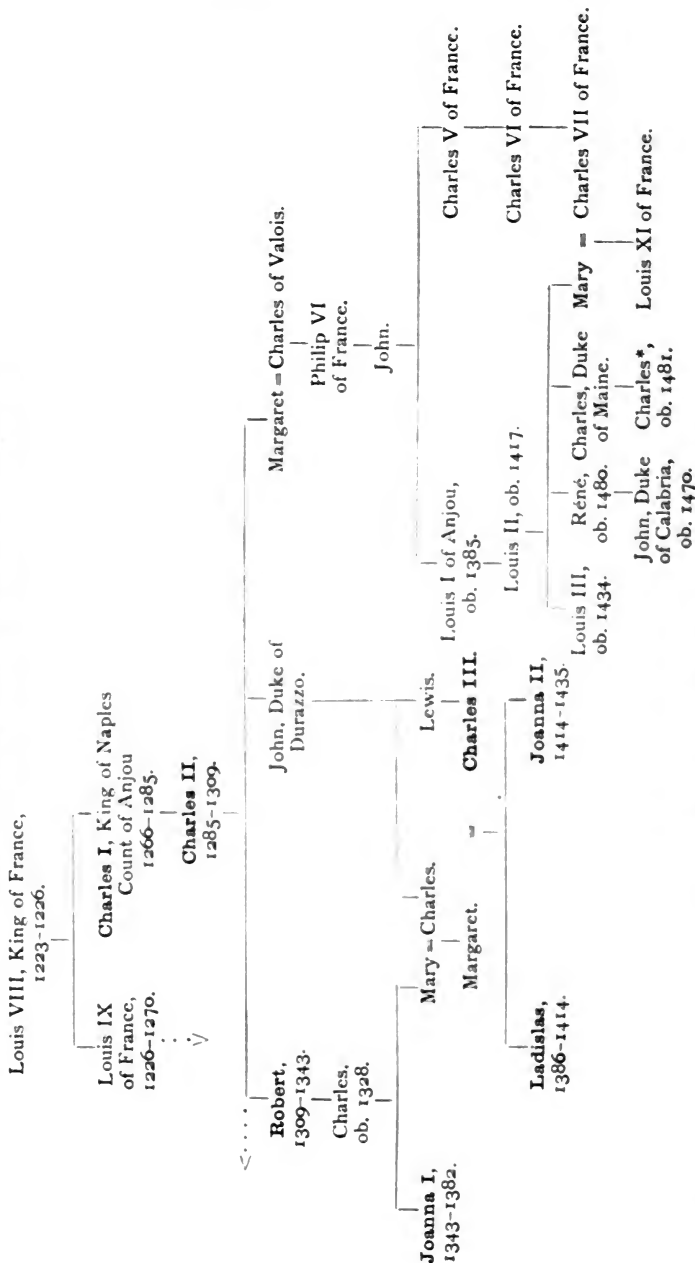 Louis VIII, King of France,
1223-1226.
Louis IX
of France,
1226-1270.
Charles I, King of Naples
Count of Anjou
1266-1285.
Charles II,
1285-1309.
Robert,
1309-1343.
John, Duke of
Durazzo.
Margaret = Charles of Valois.
Charles,
ob. 1328.
Philip VI
of France.
John.
Joanna I,
1343-1382.
Mary = Charles.
Lewis.
Louis I of Anjou,
ob. 1385.
Charles V of France.
Margaret.
=
Charles III.
Louis II, ob. 1417.
Charles VI of France.
Ladislas,
1386-1414.
Joanna II,
1414-1435.
Louis III,
ob. 1434.
Réné,
ob. 1480.
Charles, Duke
of Maine.
Mary = Charles VII of France.
John, Duke
of Calabria,
ob. 1470.
Charles*,
ob. 1481.
Louis XI of France.